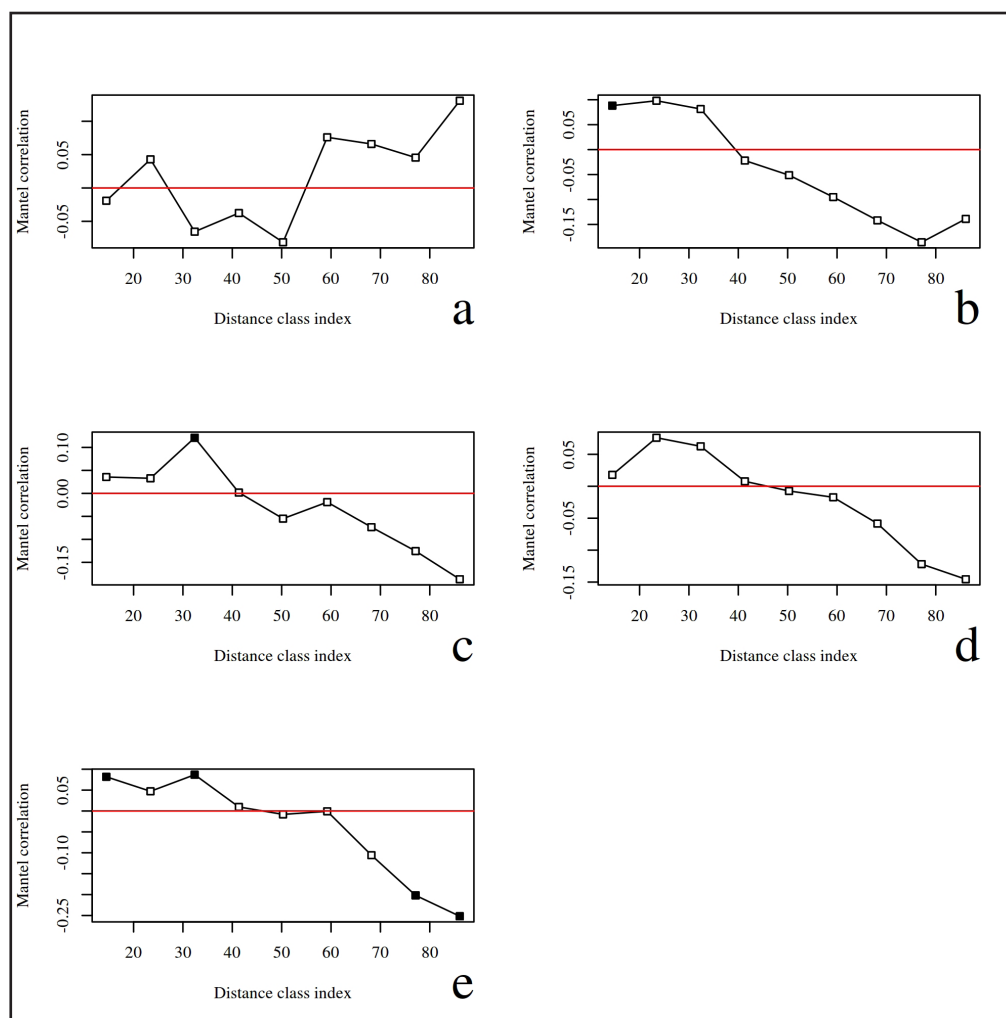 Mantel correlation
0.05
-0.05
20 30 40 50 60 70 80
Distance class index
a
Mantel correlation
0.05
-0.05
-0.15
20 30 40 50 60 70 80
Distance class index
b
Mantel correlation
0.10
0.00
-0.15
20 30 40 50 60 70 80
Distance class index
c
Mantel correlation
0.05
-0.05
-0.15
20 30 40 50 60 70 80
Distance class index
d
Mantel correlation
0.05
-0.10
-0.25
20 30 40 50 60 70 80
Distance class index
e